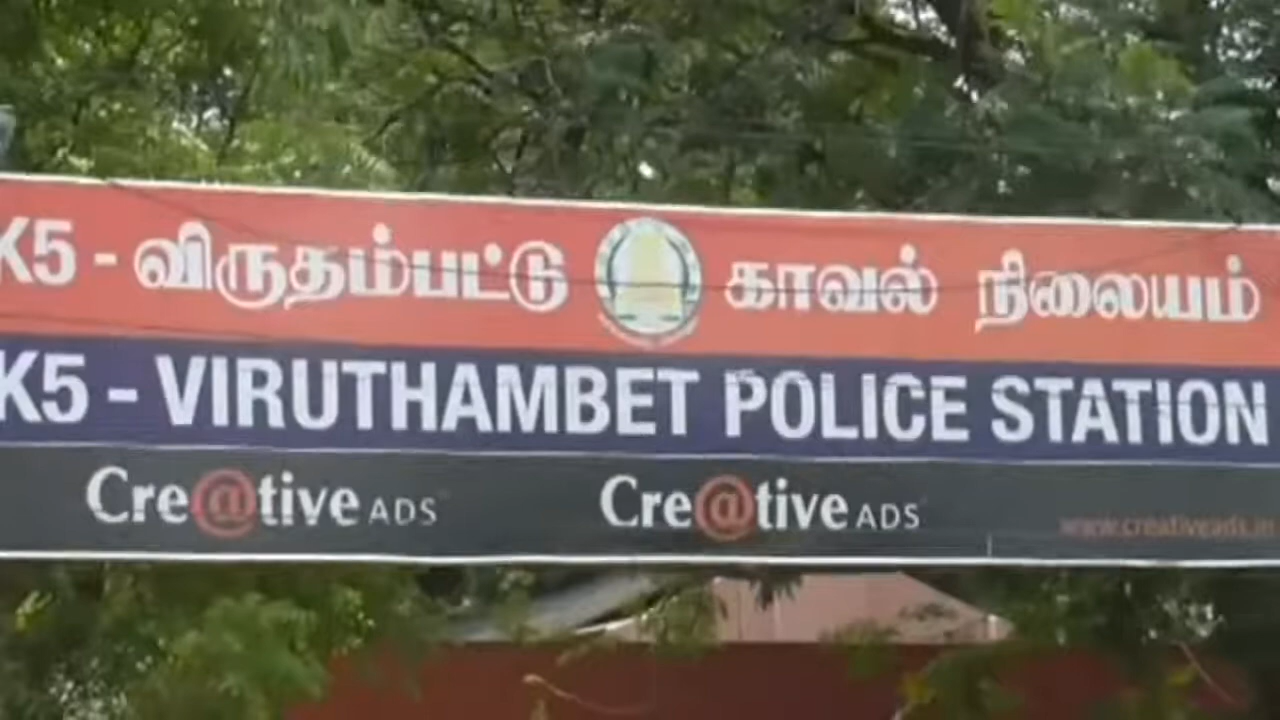 K5 - விருதம்பட்டு காவல் நிலையம்
K5 - VIRUTHAMBET POLICE STATION
Cre@tive ADS Cre@tive ADS www.creativeads.in